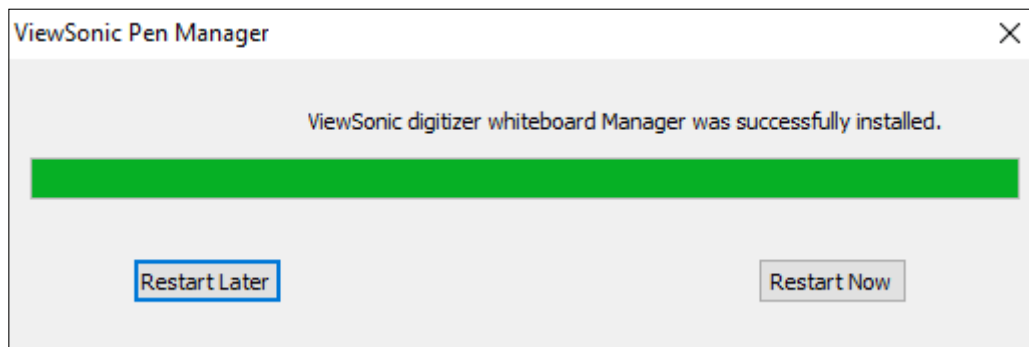 ViewSonic Pen Manager
ViewSonic digitizer whiteboard Manager was successfully installed.
Restart Later
Restart Now